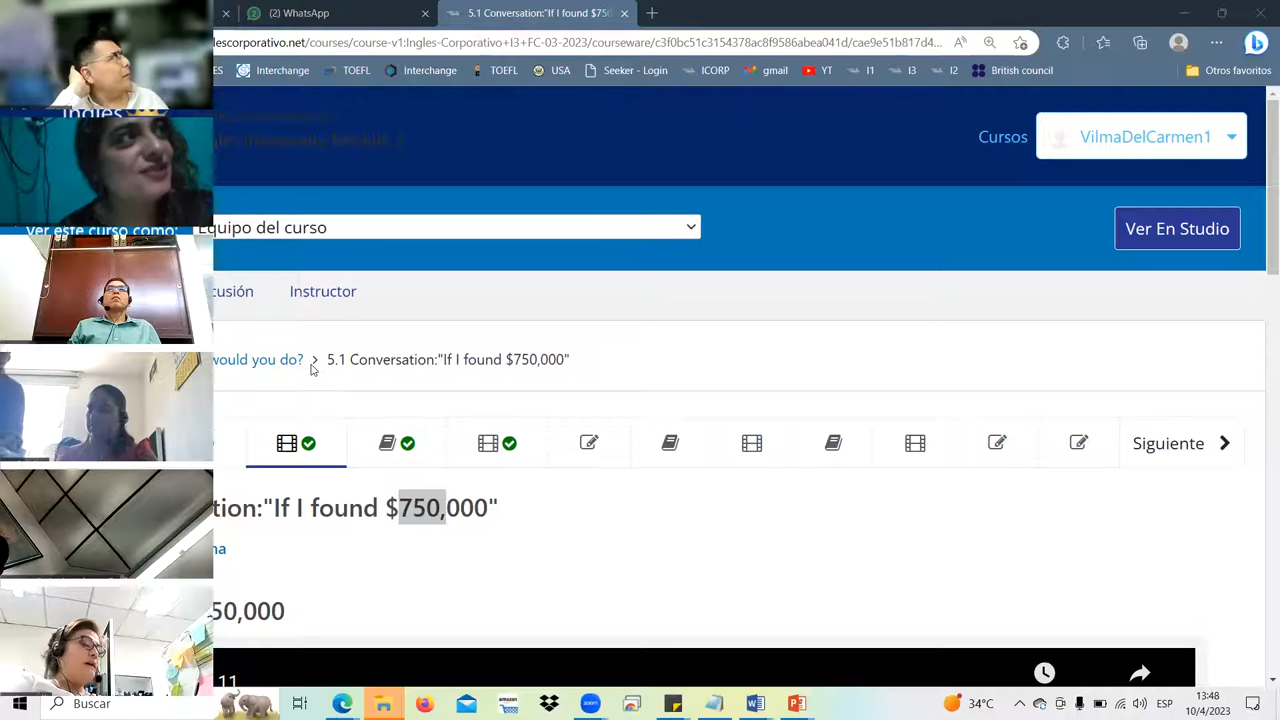 (2) WhatsApp
5.1 Conversation:"If I found $75
lescorporativo.net/courses/course-v1:Ingles-Corporativo+I3+FC-03-2023/courseware/c3f0bc51c3154378ac8f9586abea041d/cae9e51b817d4...
ES Interchange TOEFL Interchange TOEFL USA Seeker - Login ICORP gmail YT I1 I3 I2 British council Otros favoritos
Ingles
Cursos
VilmaDelCarmen1
Ver este curso como:
Equipo del curso
Ver En Studio
cusión
Instructor
would you do? > 5.1 Conversation:"If I found $750,000"
Siguiente
tion:"If I found $750,000"
na
50,000
11
Buscar
34°C
ESP
13:48
10/4/2023